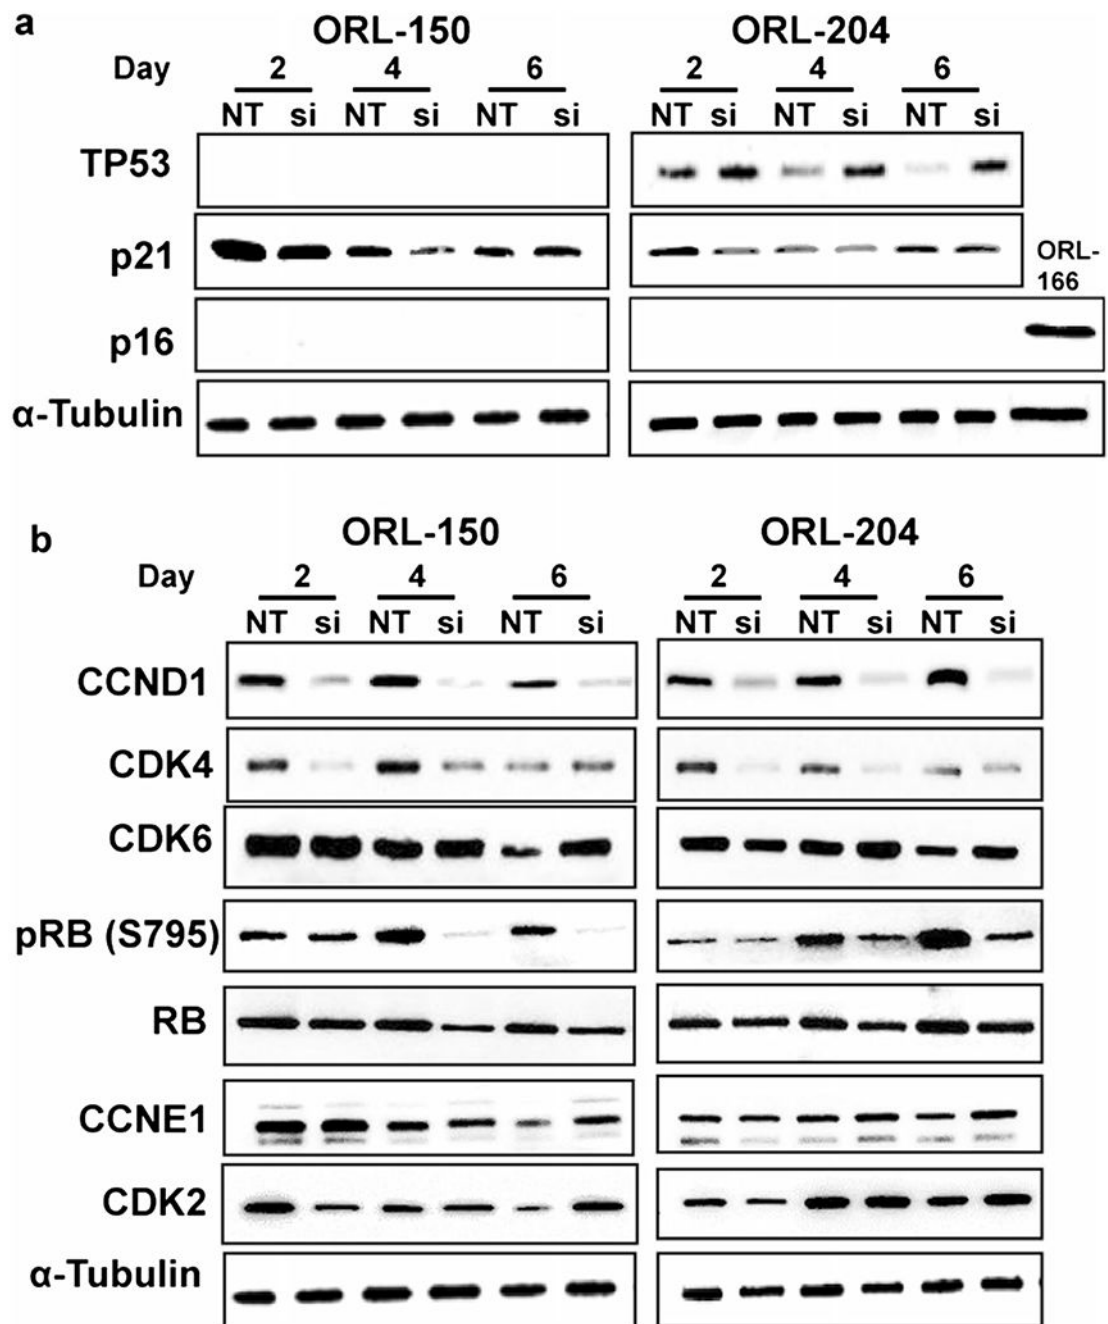 a
ORL-150 ORL-204
Day 2 4 6 2 4 6
NT si NT si NT si NT si NT si NT si
TP53
p21
ORL-
166
p16
α-Tubulin
b
ORL-150 ORL-204
Day 2 4 6 2 4 6
NT si NT si NT si NT si NT si NT si
CCND1
CDK4
CDK6
pRB (S795)
RB
CCNE1
CDK2
α-Tubulin